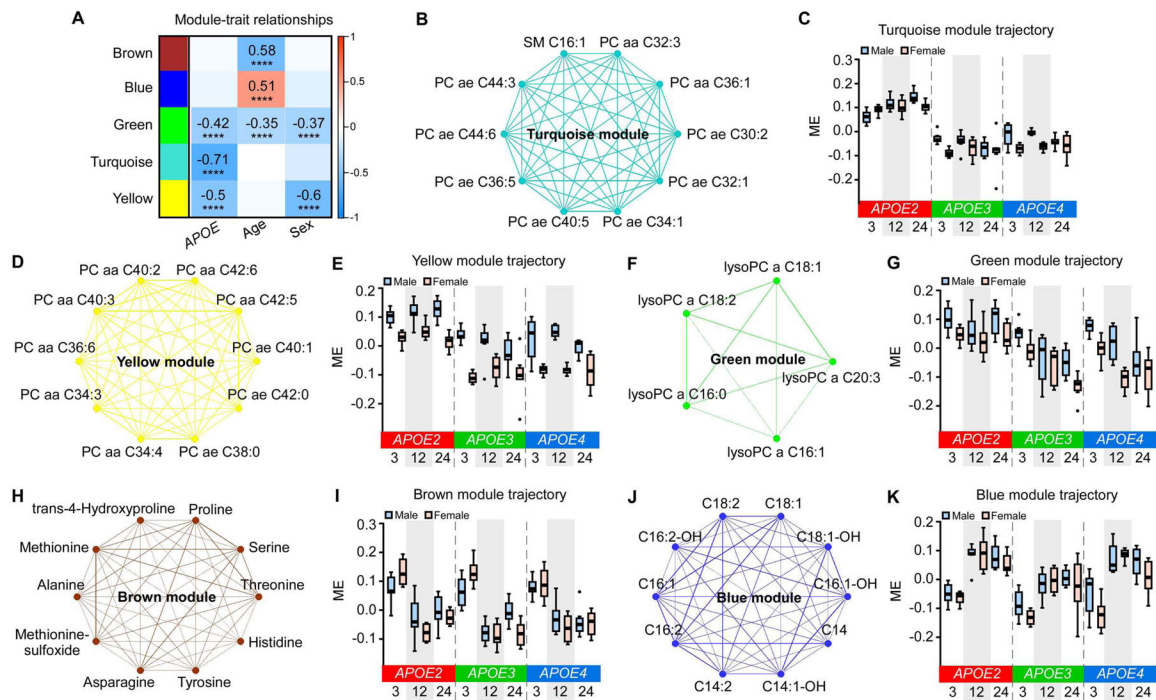 A
Module-trait relationships
Brown
Blue
Green
Turquoise
Yellow
0.58
****
0.51
****
-0.42
****
-0.35
****
-0.37
****
-0.71
****
-0.5
****
-0.6
****
APOE
Age
Sex
1
0.5
0
-0.5
-1
B
SM C16:1
PC aa C32:3
PC ae C44:3
PC aa C36:1
PC ae C44:6
PC ae C30:2
Turquoise module
PC ae C36:5
PC ae C32:1
PC ae C40:5
PC ae C34:1
C
Turquoise module trajectory
Male
Female
ME
0.3
0.2
0.1
0.0
-0.1
-0.2
APOE2
APOE3
APOE4
3 12 24 3 12 24 3 12 24
D
PC aa C40:2
PC aa C42:6
PC aa C40:3
PC aa C42:5
PC aa C36:6
PC ae C40:1
Yellow module
PC aa C34:3
PC ae C42:0
PC aa C34:4
PC ae C38:0
E
Yellow module trajectory
Male
Female
ME
0.2
0.1
0.0
-0.1
-0.2
APOE2
APOE3
APOE4
3 12 24 3 12 24 3 12 24
F
lysoPC a C18:1
lysoPC a C18:2
Green module
lysoPC a C20:3
lysoPC a C16:0
lysoPC a C16:1
G
Green module trajectory
Male
Female
ME
0.2
0.1
0.0
-0.1
-0.2
APOE2
APOE3
APOE4
3 12 24 3 12 24 3 12 24
H
trans-4-Hydroxyproline
Proline
Methionine
Serine
Alanine
Threonine
Brown module
Methionine-
sulfoxide
Histidine
Asparagine
Tyrosine
I
Brown module trajectory
Male
Female
ME
0.3
0.2
0.1
0.0
-0.1
APOE2
APOE3
APOE4
3 12 24 3 12 24 3 12 24
J
C18:2
C18:1
C16:2-OH
C18:1-OH
C16:1
C16:1-OH
Blue module
C16:2
C14
C14:2
C14:1-OH
K
Blue module trajectory
Male
Female
ME
0.2
0.1
0.0
-0.1
-0.2
APOE2
APOE3
APOE4
3 12 24 3 12 24 3 12 24